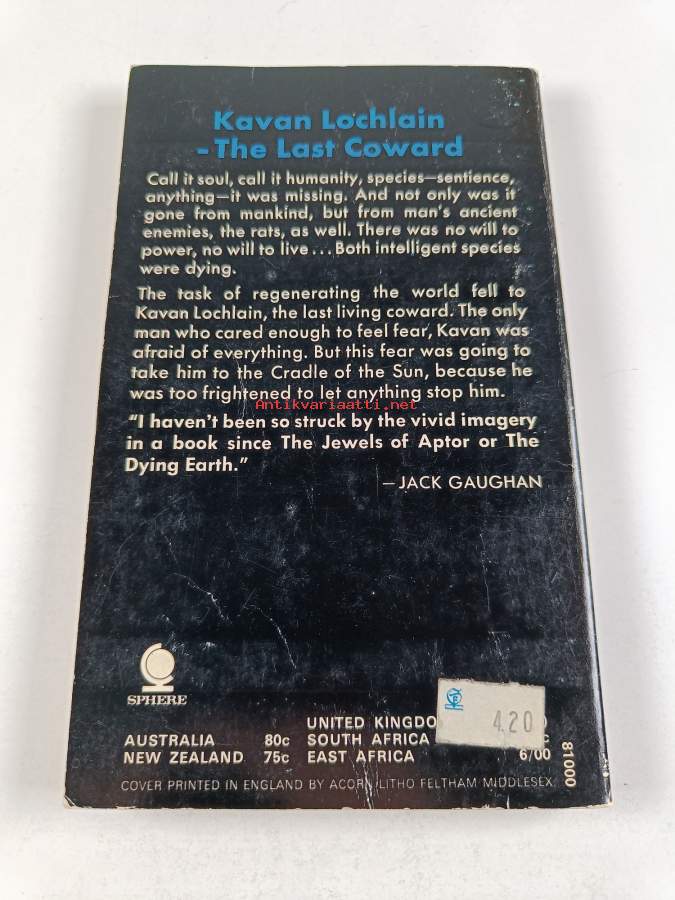 Kavan Lochlain
- The Last Coward
Call it soul, call it humanity, species—sentience,
anything—it was missing. And not only was it
gone from mankind, but from man's ancient
enemies, the rats, as well. There was no will to
power, no will to live... Both intelligent species
were dying.
The task of regenerating the world fell to
Kavan Lochlain, the last living coward. The only
man who cared enough to feel fear, Kavan was
afraid of everything. But this fear was going to
take him to the Cradle of the Sun, because he
was too frightened to let anything stop him.
Antikvariaatti.net
"I haven't been so struck by the vivid imagery
in a book since The Jewels of Aptor or The
Dying Earth."
—JACK GAUGHAN
SPHERE
4.20
UNITED KINGDO
AUSTRALIA 80c SOUTH AFRICA
NEW ZEALAND 75c EAST AFRICA 6/00
81000
COVER PRINTED IN ENGLAND BY ACORN LITHO FELTHAM MIDDLESEX